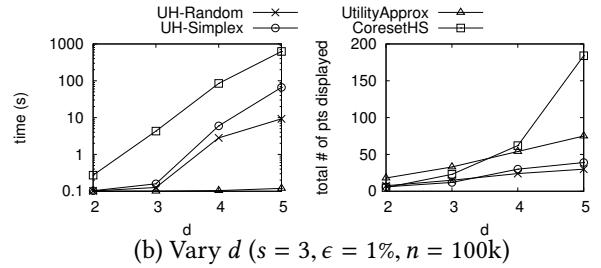 UH-Random
UH-Simplex
UtilityApprox
CoresetHS
1000
100
10
1
0.1
time (s)
2 3 4 5
d
200
150
100
50
0
total # of pts displayed
2 3 4 5
d
(b) Vary d (s = 3, ϵ = 1%, n = 100k)